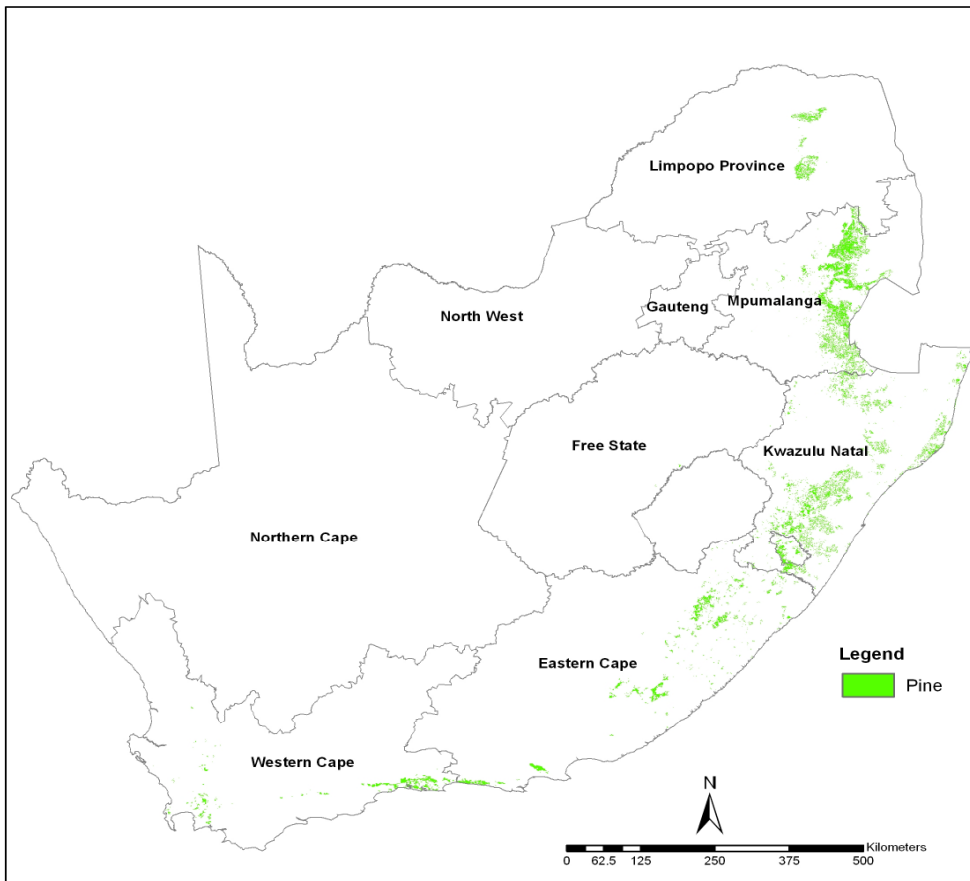 Limpopo Province
North West
Gauteng
Mpumalanga
Free State
Kwazulu Natal
Northern Cape
Eastern Cape
Western Cape
Legend
Pine
N
Kilometers
0 62.5 125 250 375 500